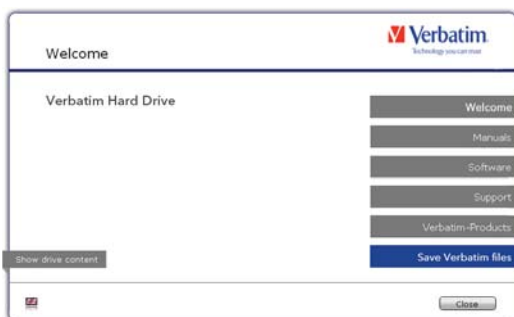 Verbatim.
Technology you can trust
Welcome
Verbatim Hard Drive
Welcome
Manuals
Software
Support
Verbatim-Products
Show drive content
Save Verbatim files
Close